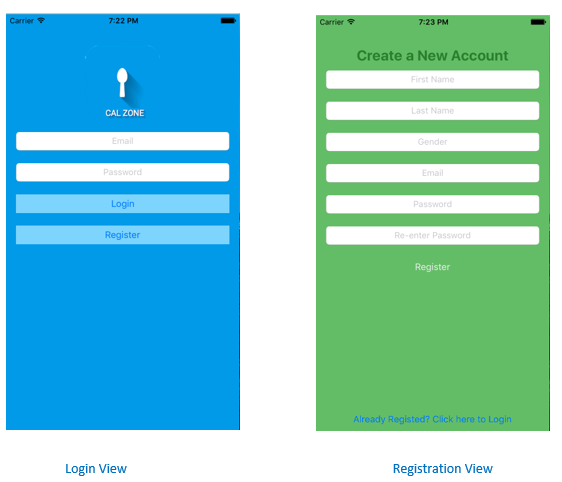 Carrier 7:22 PM
CAL ZONE
Email
Password
Login
Register
Login View
Carrier 7:23 PM
Create a New Account
First Name
Last Name
Gender
Email
Password
Re-enter Password
Register
Already Registed? Click here to Login
Registration View